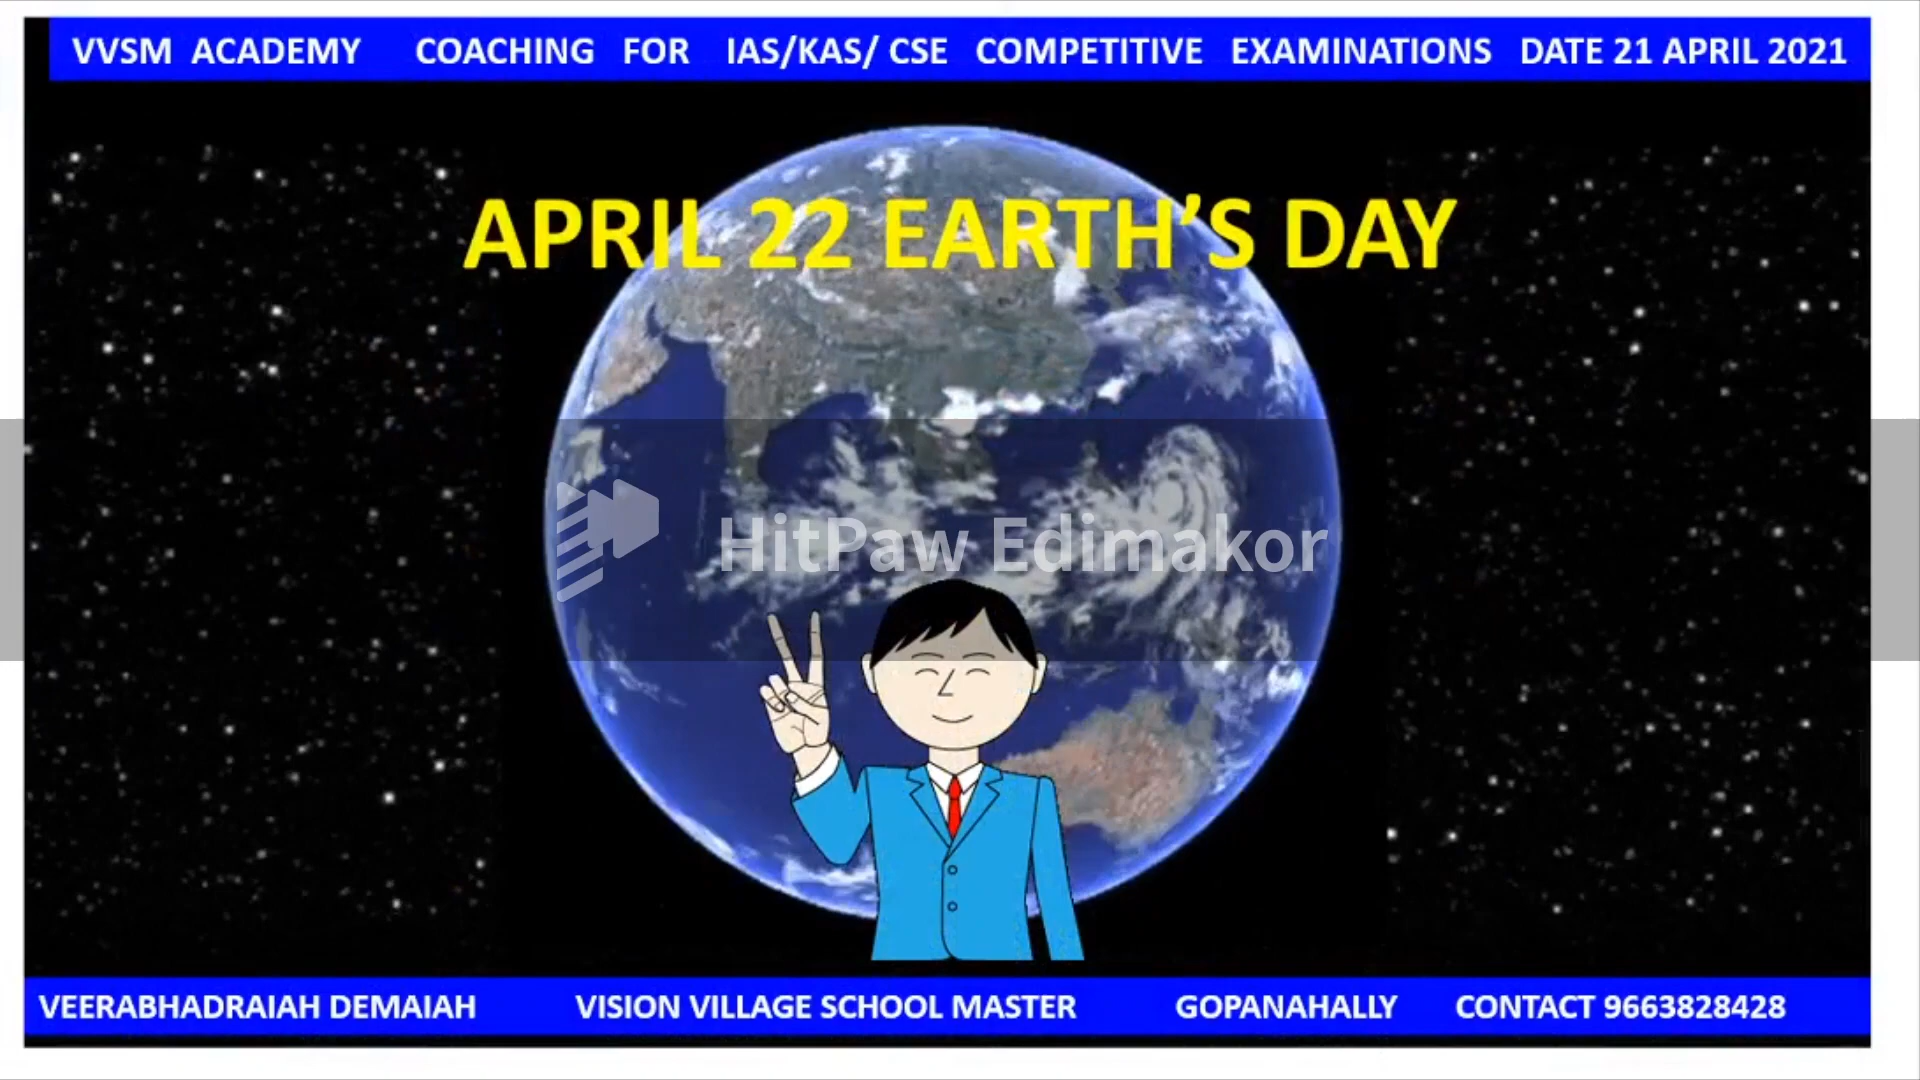 VVSM ACADEMY COACHING FOR IAS/KAS/ CSE COMPETITIVE EXAMINATIONS DATE 21 APRIL 2021
APRIL 22 EARTH’S DAY
HitPaw Edimakor
VEERABHADRAIAH DEMAIAH VISION VILLAGE SCHOOL MASTER GOPANAHALLY CONTACT 9663828428